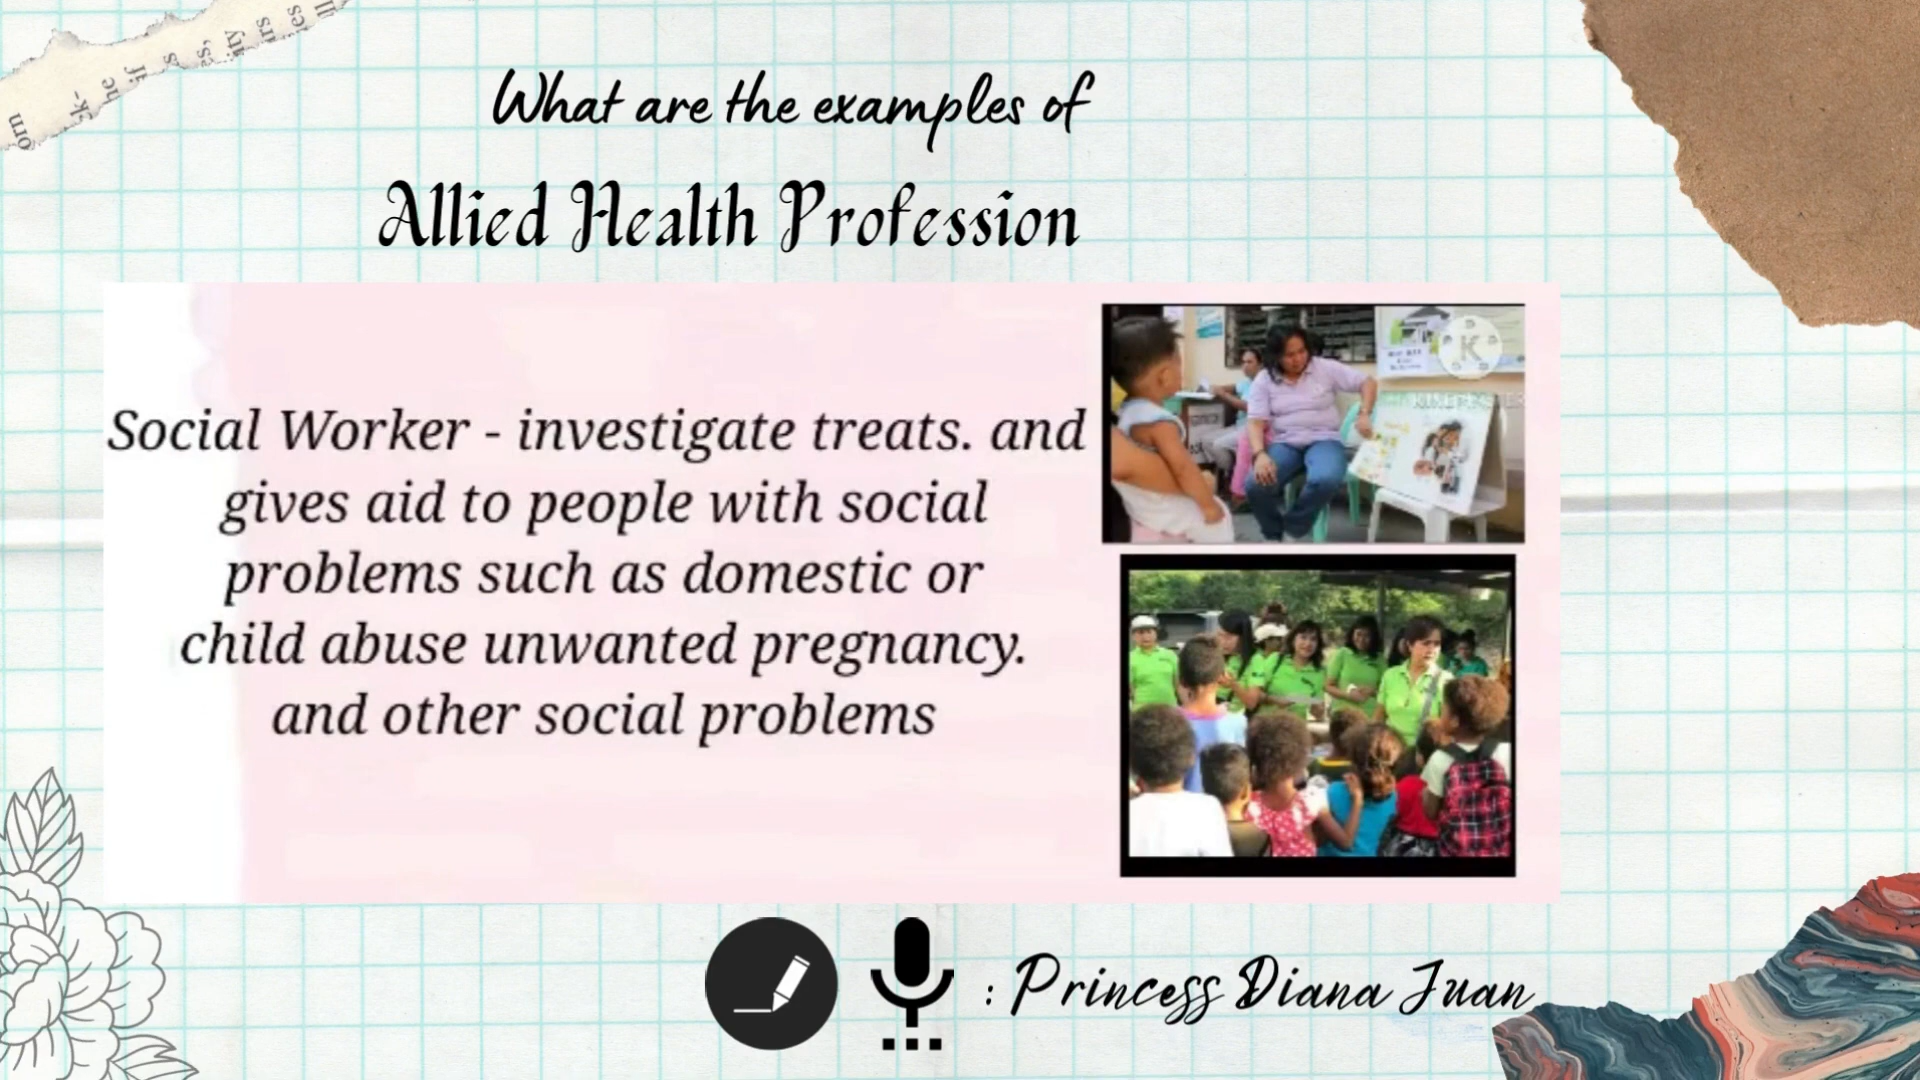 What are the examples of
Allied Health Profession
Social Worker - investigate treats. and
gives aid to people with social
problems such as domestic or
child abuse unwanted pregnancy.
and other social problems
K
: Princess Diana Juan